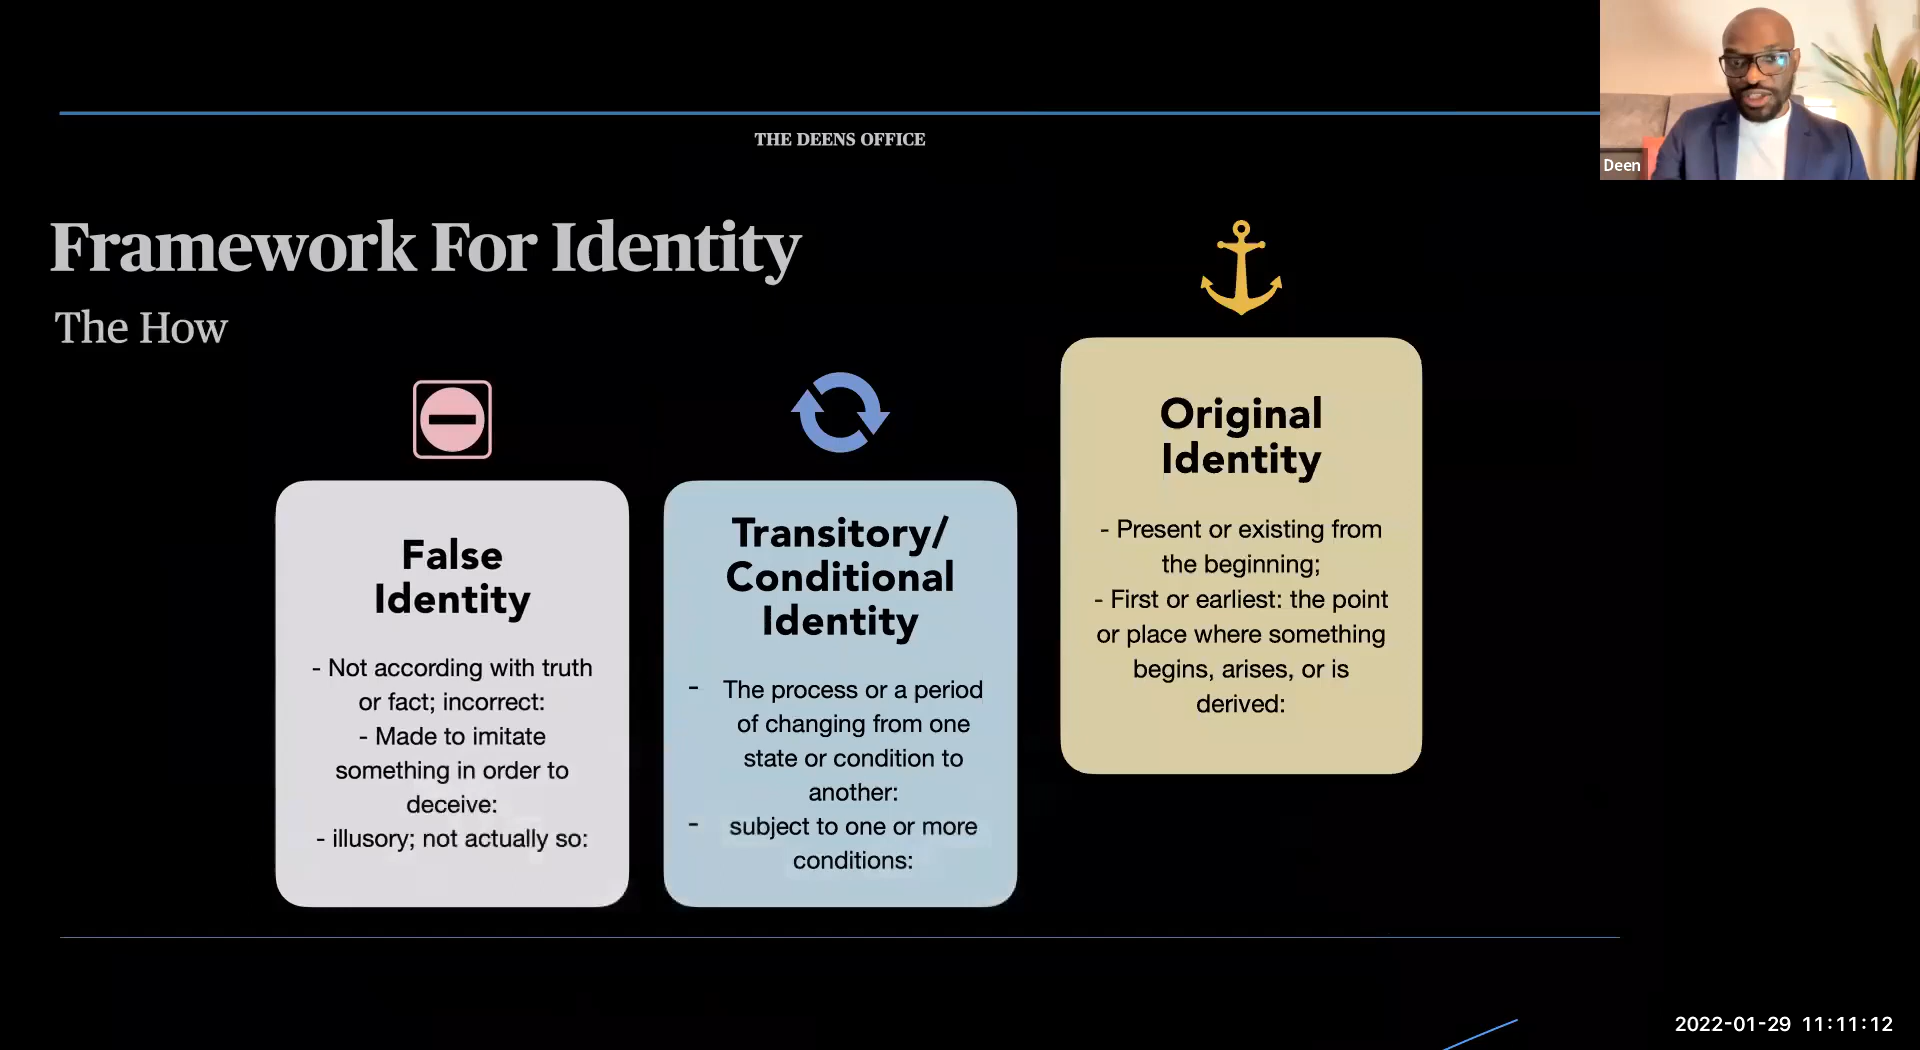 THE DEENS OFFICE
Deen
Framework For Identity
The How
False
Identity
- Not according with truth
or fact; incorrect:
- Made to imitate
something in order to
deceive:
- illusory; not actually so:
Transitory/
Conditional
Identity
- The process or a period
of changing from one
state or condition to
another:
- subject to one or more
conditions:
Original
Identity
- Present or existing from
the beginning;
- First or earliest: the point
or place where something
begins, arises, or is
derived:
2022-01-29 11:11:12